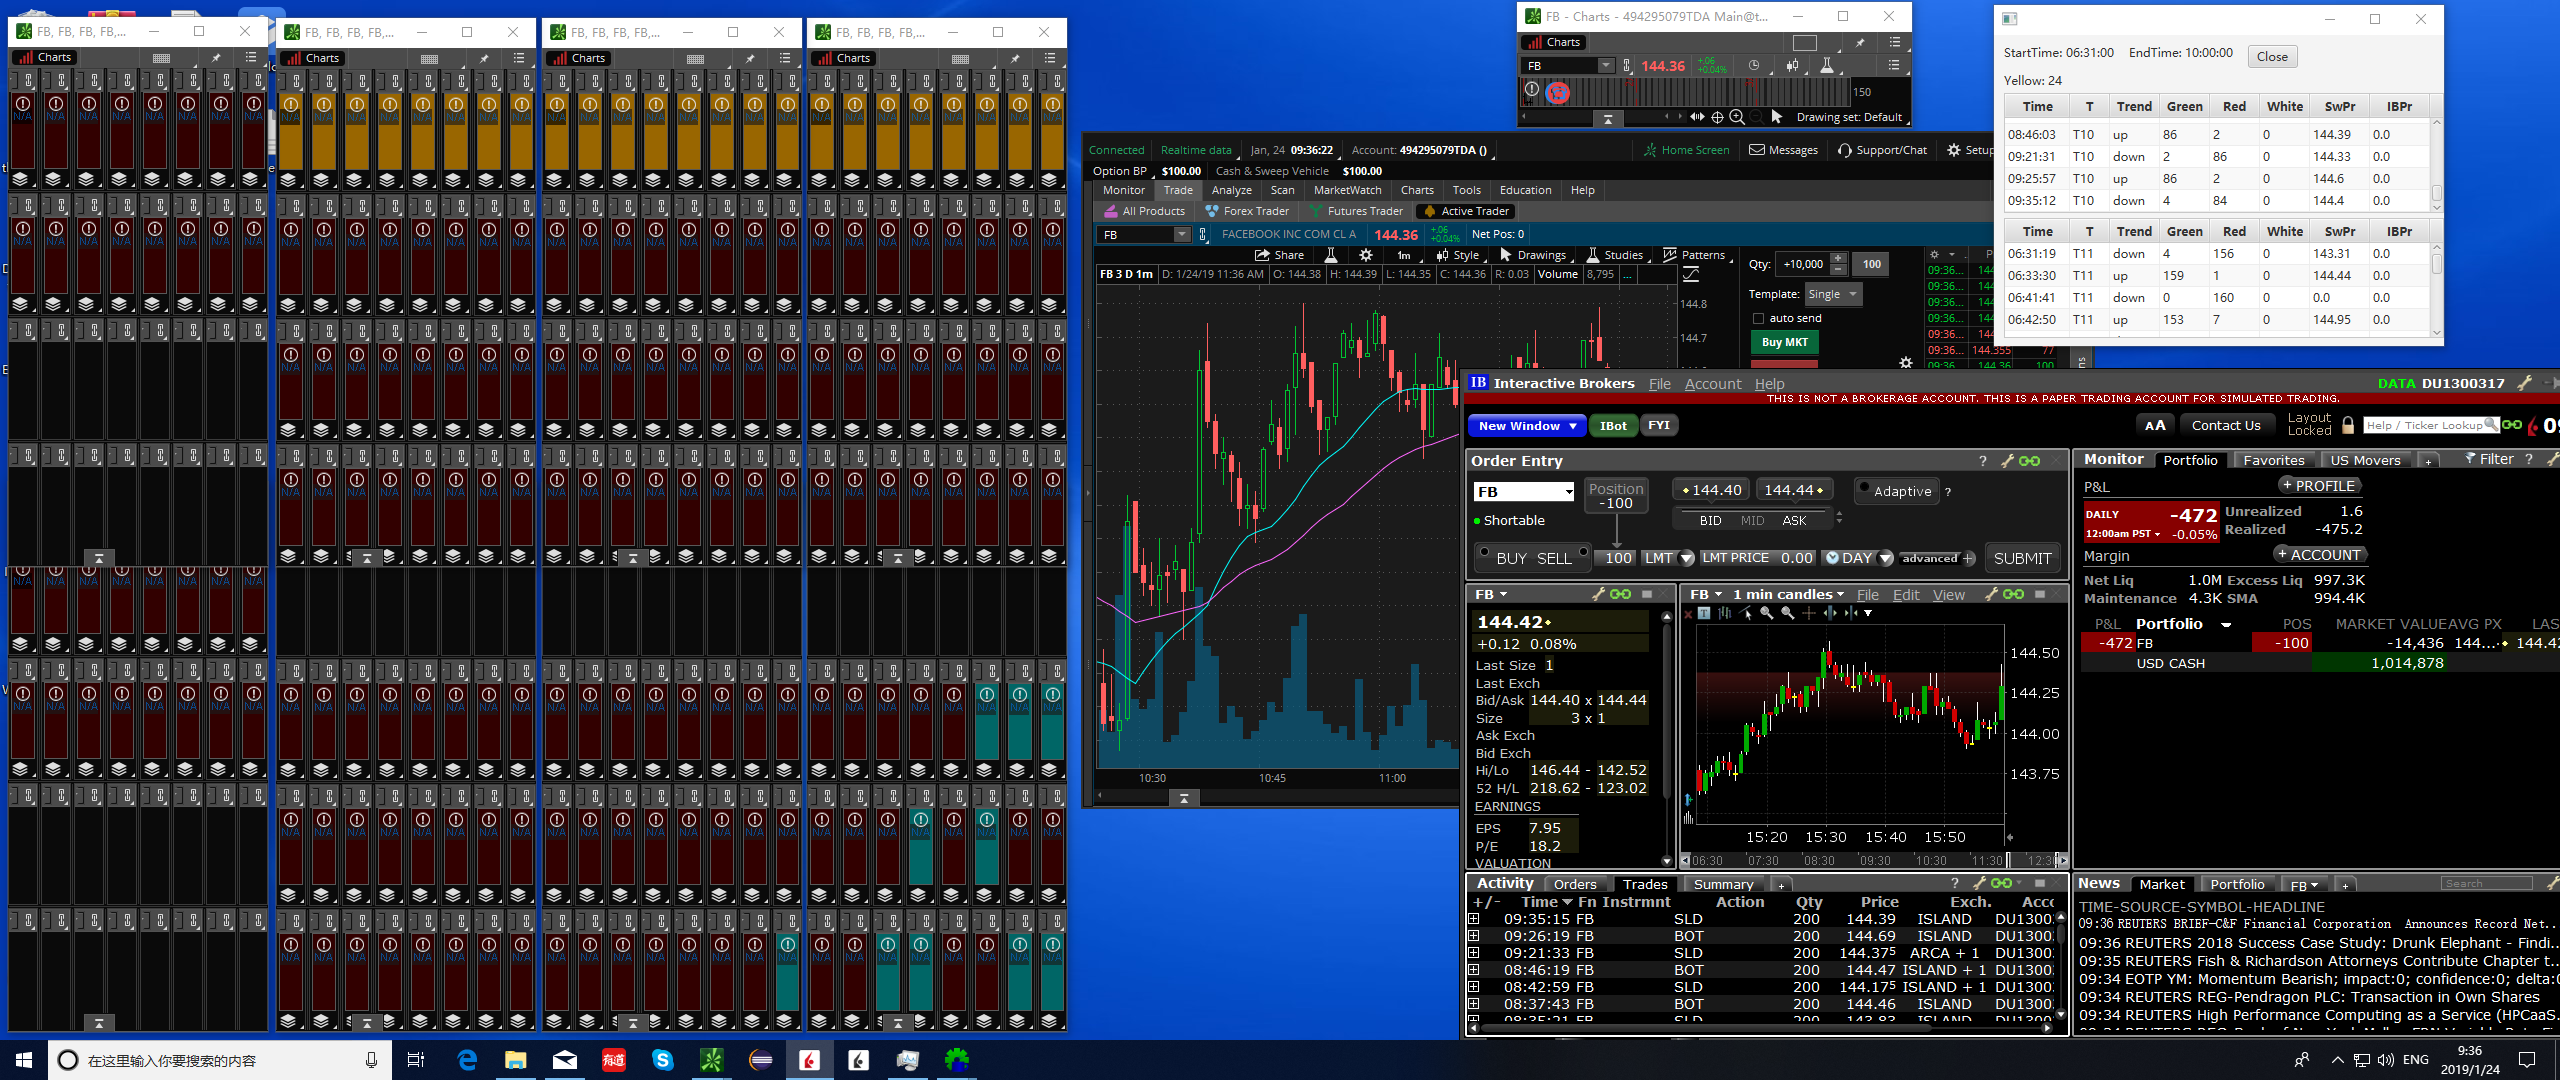 FB, FB, FB, FB,...
Charts
FB, FB, FB, FB,...
Charts
FB, FB, FB, FB,...
Charts
FB, FB, FB, FB,...
Charts
N/A
FB - Charts - 494295079TDA Main@t...
Charts
FB 144.36 +.06 +0.04%
150
Drawing set: Default
StartTime: 06:31:00 EndTime: 10:00:00 Close
Yellow: 24
Time T Trend Green Red White SwPr IBPr
08:46:03 T10 up 86 2 0 144.39 0.0
09:21:31 T10 down 2 86 0 144.33 0.0
09:25:57 T10 up 86 2 0 144.6 0.0
09:35:12 T10 down 4 84 0 144.4 0.0
Time T Trend Green Red White SwPr IBPr
06:31:19 T11 down 4 156 0 143.31 0.0
06:33:30 T11 up 159 1 0 144.44 0.0
06:41:41 T11 down 0 160 0 0.0 0.0
06:42:50 T11 up 153 7 0 144.95 0.0
Connected Realtime data Jan, 24 09:36:22 Account: 494295079TDA () Home Screen Messages Support/Chat Setup
Option BP $100.00 Cash & Sweep Vehicle $100.00
Monitor Trade Analyze Scan MarketWatch Charts Tools Education Help
All Products Forex Trader Futures Trader Active Trader
FB FACEBOOK INC COM CL A 144.36 +.06 +0.04% Net Pos: 0
Share 1m Style Drawings Studies Patterns
FB 3 D 1m D: 1/24/19 11:36 AM O: 144.38 H: 144.39 L: 144.35 C: 144.36 R: 0.03 Volume 8,795 ...
144.8
144.7
10:30 10:45 11:00
Qty: +10,000 100
Template: Single
auto send
Buy MKT
09:36... 144.355 77
09:36... 144.36 100
IB Interactive Brokers File Account Help DATA DU1300317
THIS IS NOT A BROKERAGE ACCOUNT. THIS IS A PAPER TRADING ACCOUNT FOR SIMULATED TRADING.
New Window IBot FYI AA Contact Us Layout Locked Help / Ticker Lookup
Order Entry
FB Position -100 144.40 144.44 Adaptive ?
Shortable BID MID ASK
BUY SELL 100 LMT LMT PRICE 0.00 DAY advanced + SUBMIT
FB
144.42
+0.12 0.08%
Last Size 1
Last Exch
Bid/Ask 144.40 x 144.44
Size 3 x 1
Ask Exch
Bid Exch
Hi/Lo 146.44 - 142.52
52 H/L 218.62 - 123.02
EARNINGS
EPS 7.95
P/E 18.2
VALUATION
FB 1 min candles File Edit View
144.50
144.25
144.00
143.75
15:20 15:30 15:40 15:50
06:30 07:30 08:30 09:30 10:30 11:30 12:30
Monitor Portfolio Favorites US Movers + Filter ?
P&L + PROFILE
DAILY -472 Unrealized 1.6
12:00am PST -0.05% Realized -475.2
Margin + ACCOUNT
Net Liq 1.0M Excess Liq 997.3K
Maintenance 4.3K SMA 994.4K
P&L Portfolio POS MARKET VALUE AVG PX LAS
-472 FB -100 -14,436 144... 144.42
USD CASH 1,014,878
Activity Orders Trades Summary +
+/- Time Fn Instrmnt Action Qty Price Exch. Acc
09:35:15 FB SLD 200 144.39 ISLAND DU1300
09:26:19 FB BOT 200 144.69 ISLAND DU1300
09:21:33 FB SLD 200 144.375 ARCA + 1 DU1300
08:46:19 FB BOT 200 144.47 ISLAND + 1 DU1300
08:42:59 FB SLD 200 144.175 ISLAND + 1 DU1300
08:37:43 FB BOT 200 144.46 ISLAND DU1300
News Market Portfolio FB + Search
TIME-SOURCE-SYMBOL-HEADLINE
09:36 REUTERS BRIEF-C&F Financial Corporation Announces Record Net...
09:36 REUTERS 2018 Success Case Study: Drunk Elephant - Findi...
09:35 REUTERS Fish & Richardson Attorneys Contribute Chapter t...
09:34 EOTP YM: Momentum Bearish; impact:0; confidence:0; delta:0
09:34 REUTERS REG-Pendragon PLC: Transaction in Own Shares
09:34 REUTERS High Performance Computing as a Service (HPCaaS...
在这里输入你要搜索的内容
有道
ENG
9:36
2019/1/24